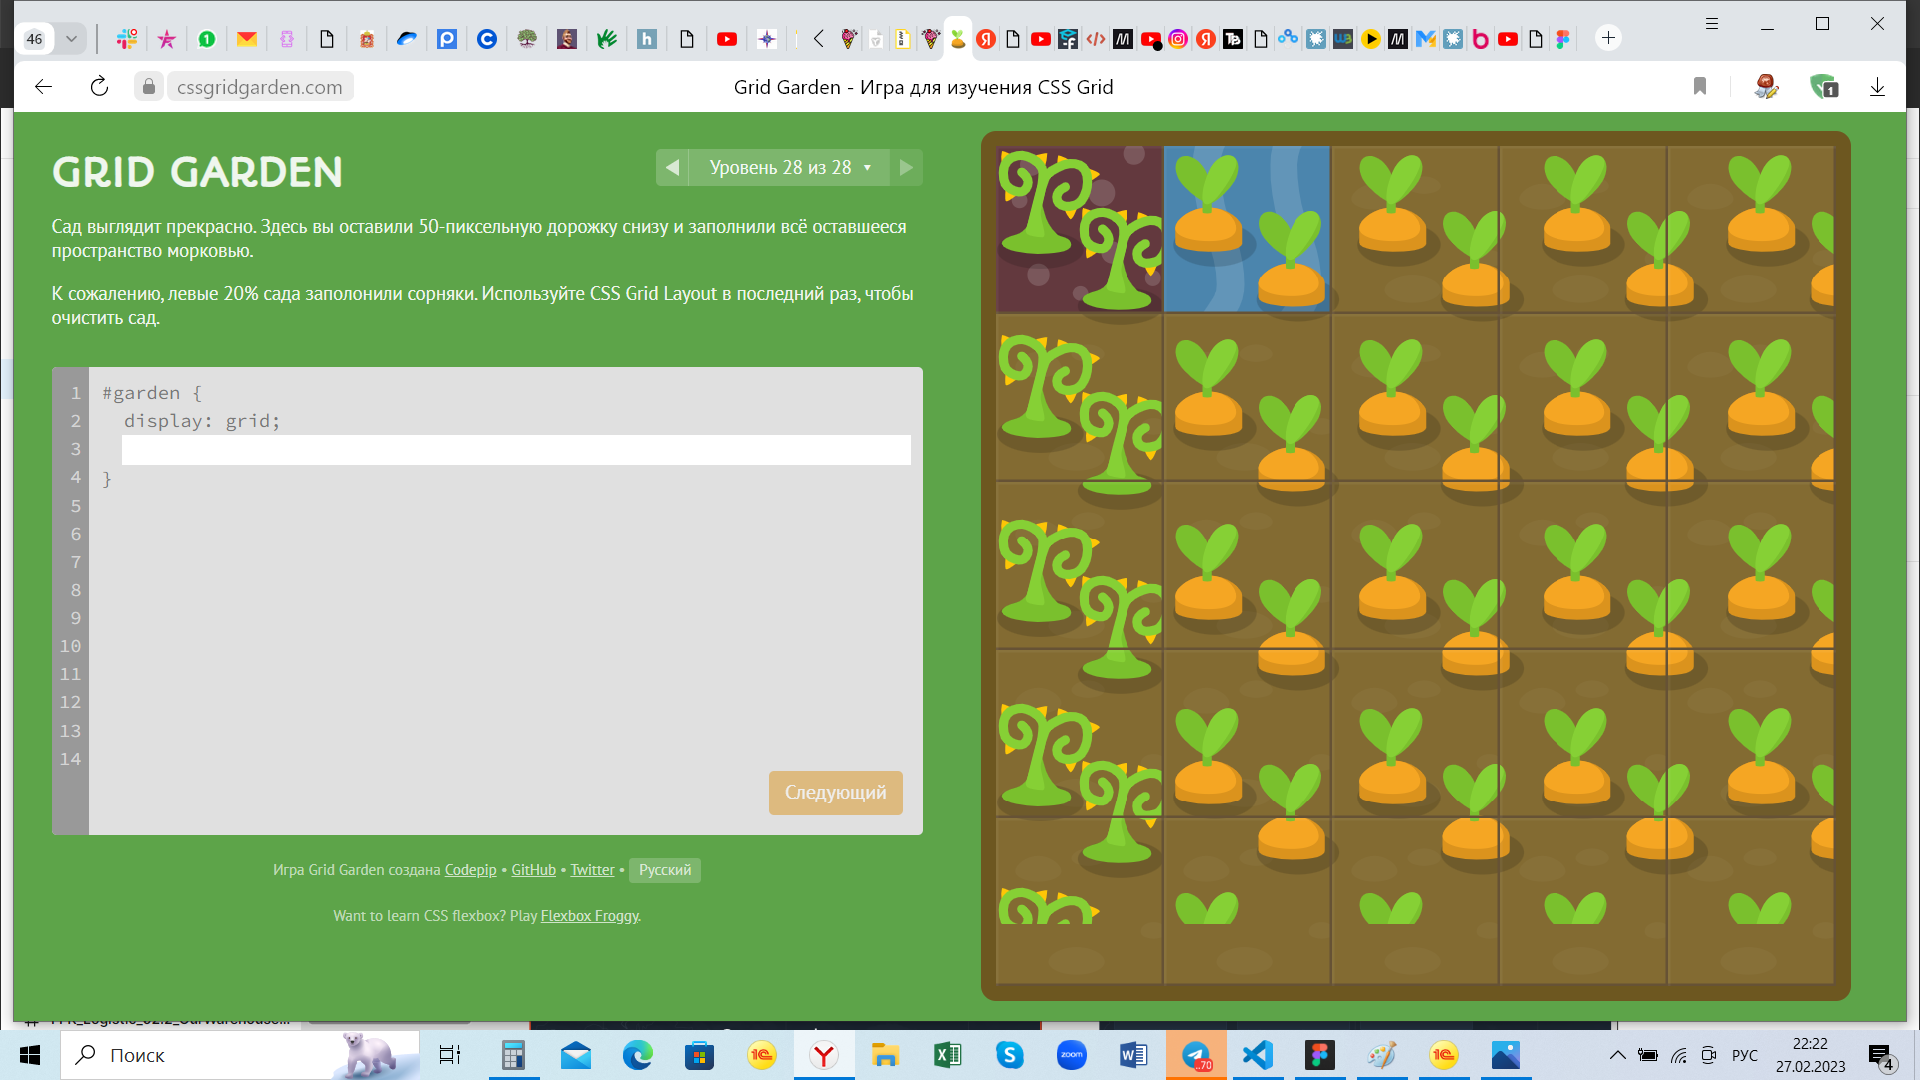 46
cssgridgarden.com
Grid Garden - Игра для изучения CSS Grid
1
GRID GARDEN
Уровень 28 из 28
Сад выглядит прекрасно. Здесь вы оставили 50-пиксельную дорожку снизу и заполнили всё оставшееся
пространство морковью.
К сожалению, левые 20% сада заполонили сорняки. Используйте CSS Grid Layout в последний раз, чтобы
очистить сад.
1 #garden {
2 display: grid;
3
4 }
5
6
7
8
9
10
11
12
13
14
Следующий
Игра Grid Garden создана Codepip • GitHub • Twitter • Русский
Want to learn CSS flexbox? Play Flexbox Froggy.
Поиск
zoom
..70
РУС
22:22
27.02.2023
4